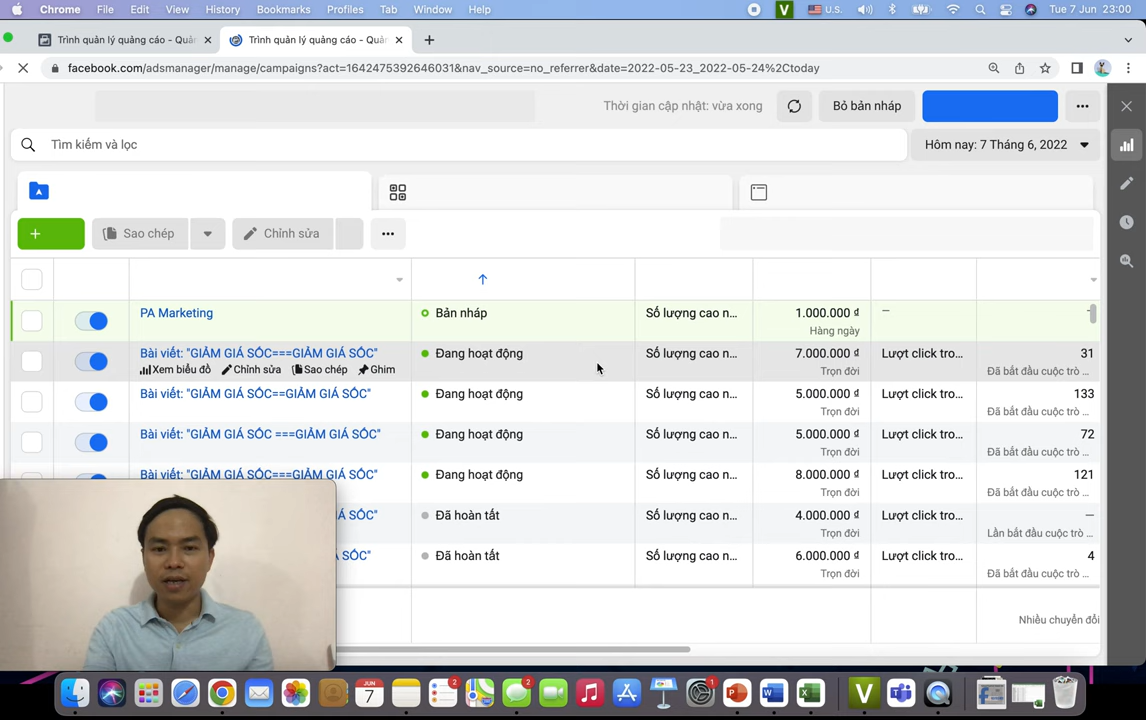 Chrome File Edit View History Bookmarks Profiles Tab Window Help
V U.S. Tue 7 Jun 23:00
Trình quản lý quảng cáo - Quản
Trình quản lý quảng cáo - Quản
facebook.com/adsmanager/manage/campaigns?act=1642475392646031&nav_source=no_referrer&date=2022-05-23_2022-05-24%2Ctoday
Thời gian cập nhật: vừa xong
Bỏ bản nháp
Tìm kiếm và lọc
Hôm nay: 7 Tháng 6, 2022
Sao chép
Chỉnh sửa
PA Marketing Bản nháp Số lượng cao n... 1.000.000 ₫ –
Hàng ngày
Bài viết: "GIẢM GIÁ SỐC===GIẢM GIÁ SỐC" Đang hoạt động Số lượng cao n... 7.000.000 ₫ Lượt click tro... 31
Xem biểu đồ Chỉnh sửa Sao chép Ghim Trọn đời Đã bắt đầu cuộc trò ...
Bài viết: "GIẢM GIÁ SỐC==GIẢM GIÁ SỐC" Đang hoạt động Số lượng cao n... 5.000.000 ₫ Lượt click tro... 133
Trọn đời Đã bắt đầu cuộc trò ...
Bài viết: "GIẢM GIÁ SỐC ===GIẢM GIÁ SỐC" Đang hoạt động Số lượng cao n... 5.000.000 ₫ Lượt click tro... 72
Trọn đời Đã bắt đầu cuộc trò ...
Bài viết: "GIẢM GIÁ SỐC===GIẢM GIÁ SỐC" Đang hoạt động Số lượng cao n... 8.000.000 ₫ Lượt click tro... 121
Trọn đời Đã bắt đầu cuộc trò ...
Á SỐC" Đã hoàn tất Số lượng cao n... 4.000.000 ₫ Lượt click tro... –
Trọn đời Lần bắt đầu cuộc trò ...
Á SỐC" Đã hoàn tất Số lượng cao n... 6.000.000 ₫ Lượt click tro... 4
Trọn đời Đã bắt đầu cuộc trò ...
Nhiều chuyển đổi